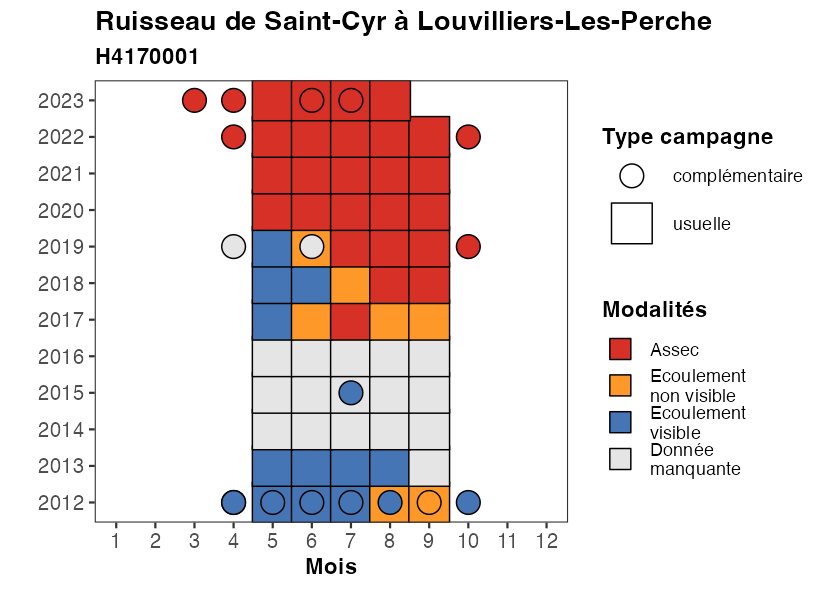 Ruisseau de Saint-Cyr à Louvilliers-Les-Perche
H4170001
2023
2022
2021
2020
2019
2018
2017
2016
2015
2014
2013
2012
1 2 3 4 5 6 7 8 9 10 11 12
Mois
Type campagne
complémentaire
usuelle
Modalités
Assec
Ecoulement
non visible
Ecoulement
visible
Donnée
manquante